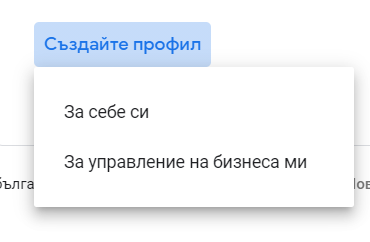 Създайте профил
За себе си
За управление на бизнеса ми